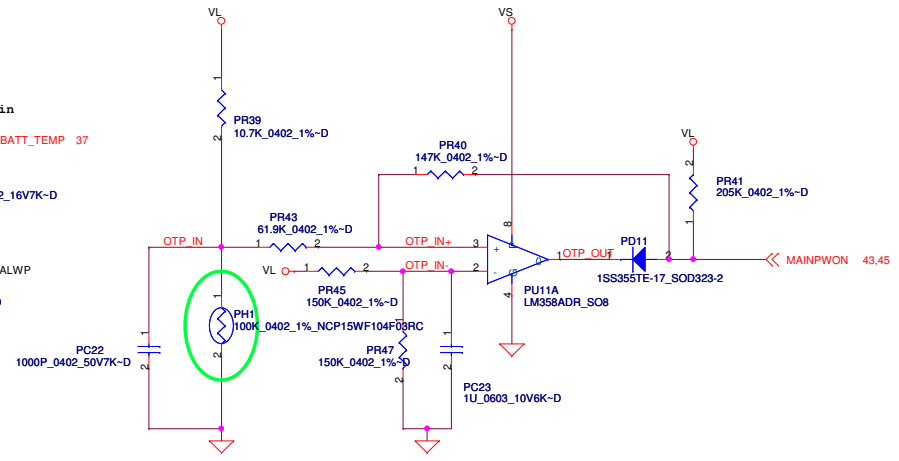 VL
VS
in
1
PR39
10.7K_0402_1%~D
2
BATT_TEMP 37
PR40
147K_0402_1%~D
1 2
VL
2
PR41
205K_0402_1%~D
1
2_16V7K~D
PR43
61.9K_0402_1%~D
OTP_IN
1 2
OTP_IN+
3
8
+
OTP_IN-
2
-
O
1
OTP_OUT
1
PD11
2
1SS355TE-17_SOD323-2
MAINPWON 43,45
VL
1 2
PR45
150K_0402_1%~D
4
PU11A
LM358ADR_SO8
ALWP
1
PH1
100K_0402_1%_NCP15WF104F03RC
2
PC22
1000P_0402_50V7K~D
1
2
PR47
150K_0402_1%~D
1
2
1
2
PC23
1U_0603_10V6K~D